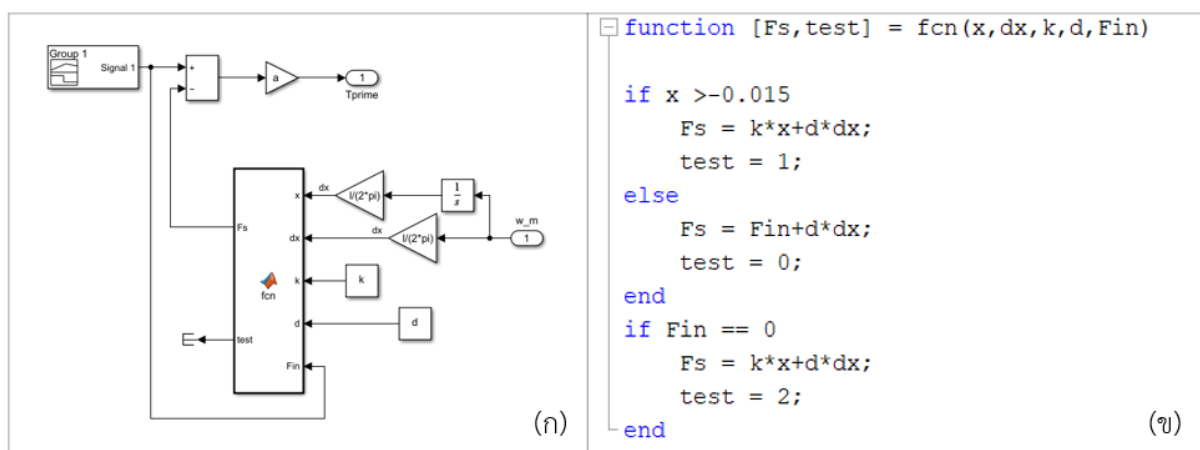 Group 1
Signal 1
+
−
a
1
Tprime
x
dx
k
d
Fin
Fs
test
fcn
dx
l/(2*pi)
1
s
dx
l/(2*pi)
w_m
1
k
d
(ก)
function [Fs,test] = fcn(x,dx,k,d,Fin)
if x >-0.015
Fs = k*x+d*dx;
test = 1;
else
Fs = Fin+d*dx;
test = 0;
end
if Fin == 0
Fs = k*x+d*dx;
test = 2;
end
(ข)